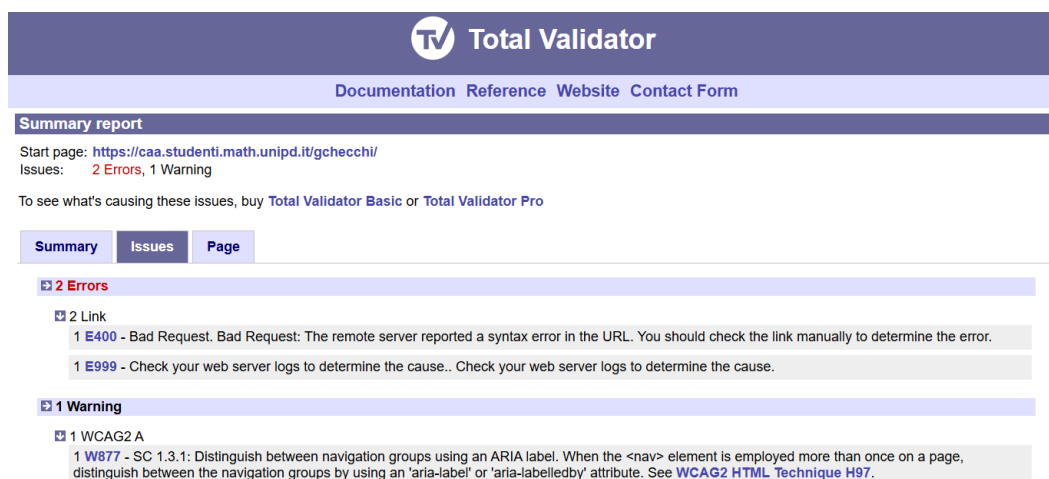 TV Total Validator
Documentation Reference Website Contact Form
Summary report
Start page: https://caa.studenti.math.unipd.it/gchecchi/
Issues: 2 Errors, 1 Warning
To see what's causing these issues, buy Total Validator Basic or Total Validator Pro
Summary Issues Page
2 Errors
2 Link
1 E400 - Bad Request. Bad Request: The remote server reported a syntax error in the URL. You should check the link manually to determine the error.
1 E999 - Check your web server logs to determine the cause.. Check your web server logs to determine the cause.
1 Warning
1 WCAG2 A
1 W877 - SC 1.3.1: Distinguish between navigation groups using an ARIA label. When the <nav> element is employed more than once on a page,
distinguish between the navigation groups by using an 'aria-label' or 'aria-labelledby' attribute. See WCAG2 HTML Technique H97.